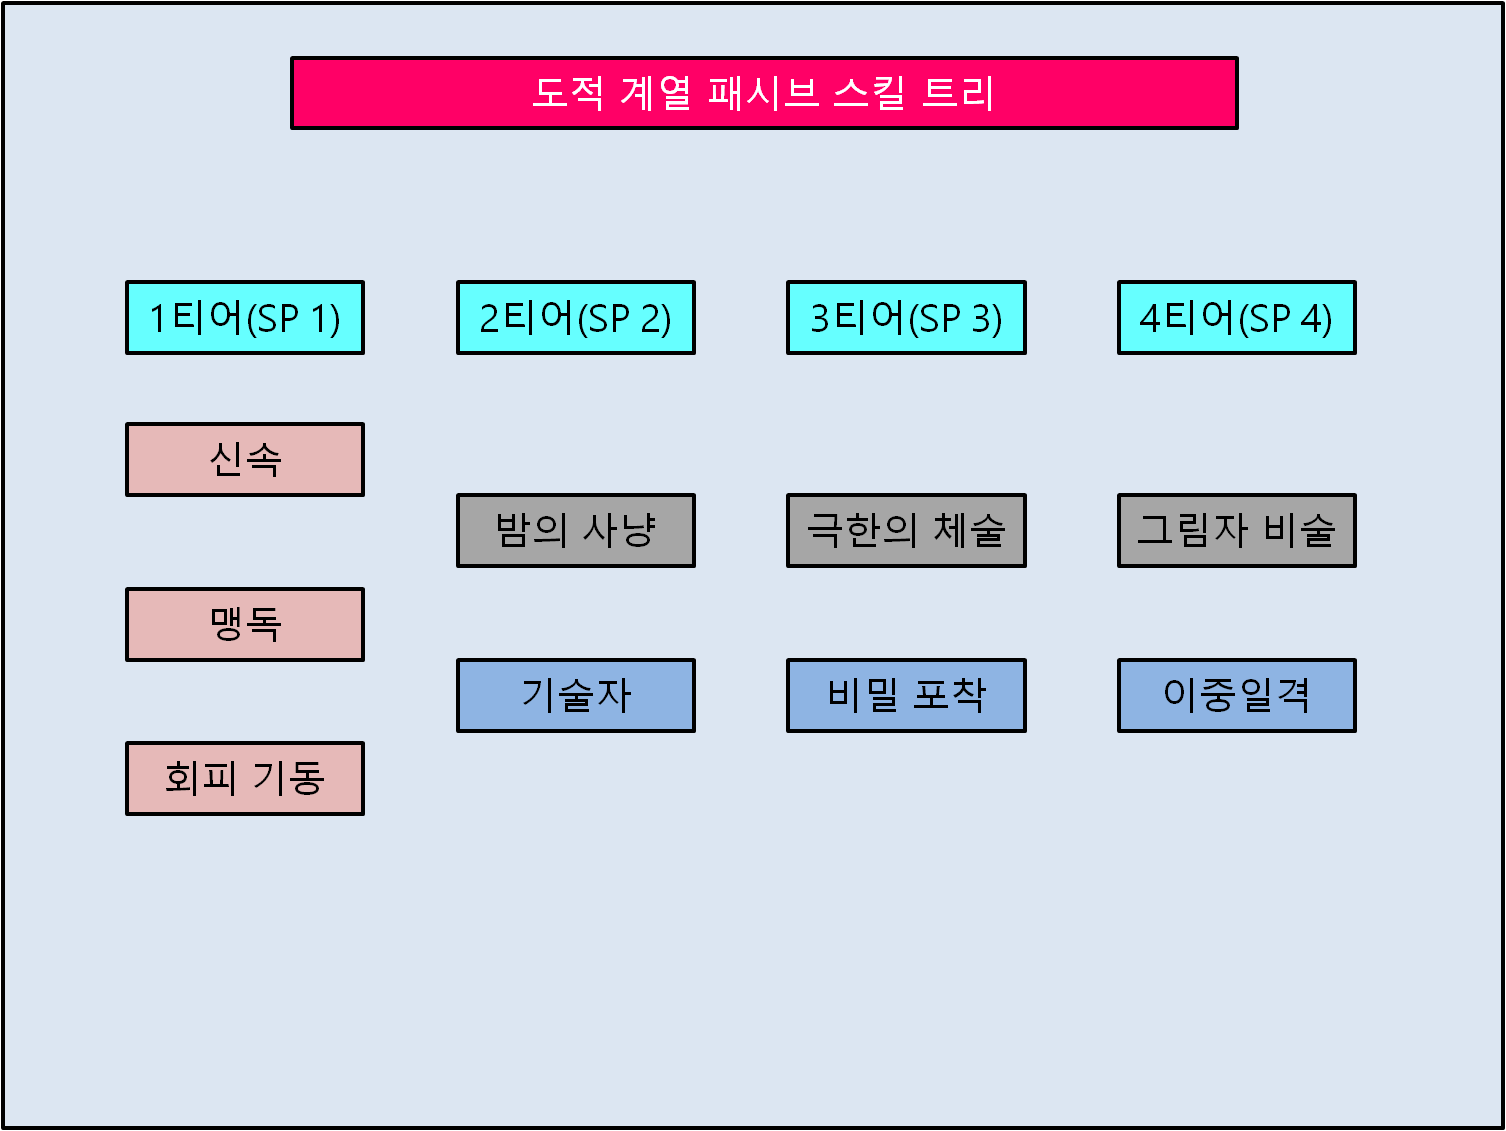 도적 계열 패시브 스킬 트리
1티어(SP 1)
2티어(SP 2)
3티어(SP 3)
4티어(SP 4)
신속
밤의 사냥
극한의 체술
그림자 비술
맹독
기술자
비밀 포착
이중일격
회피 기동